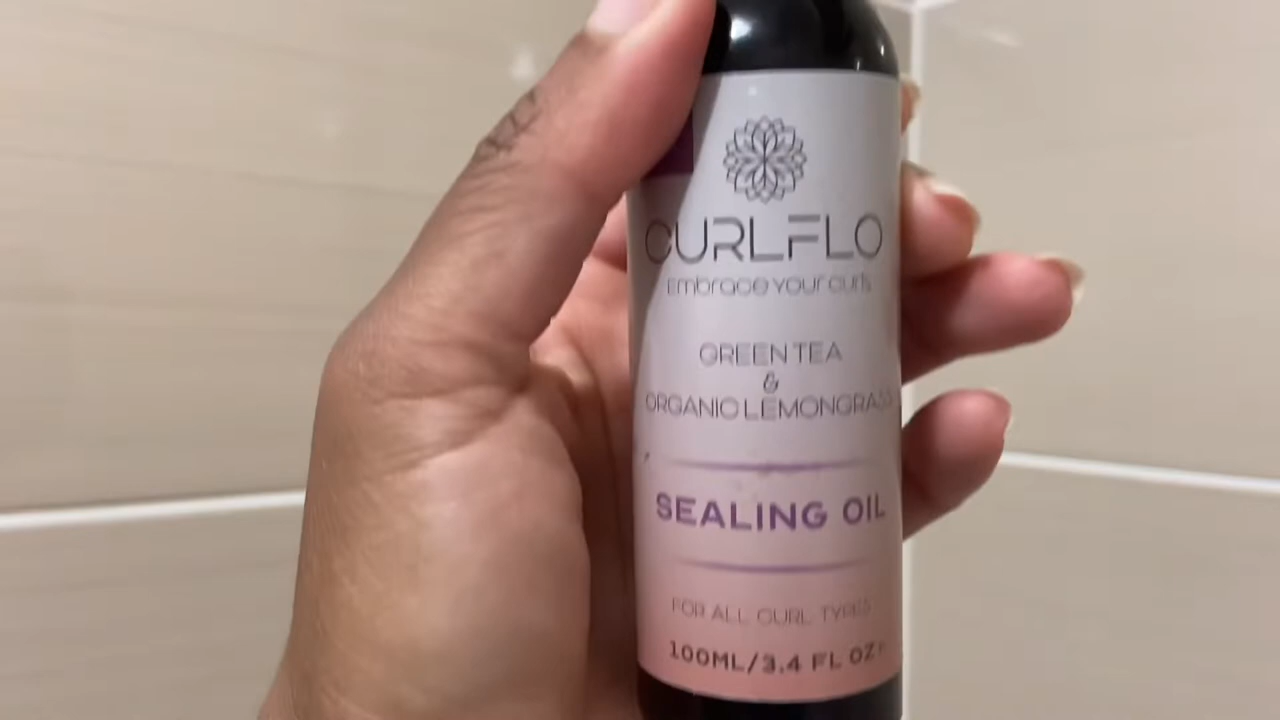 CURLFLO
Embrace your curls
GREEN TEA
&
ORGANIC LEMONGRASS
SEALING OIL
FOR ALL CURL TYPES
100ML/3.4 FL OZ